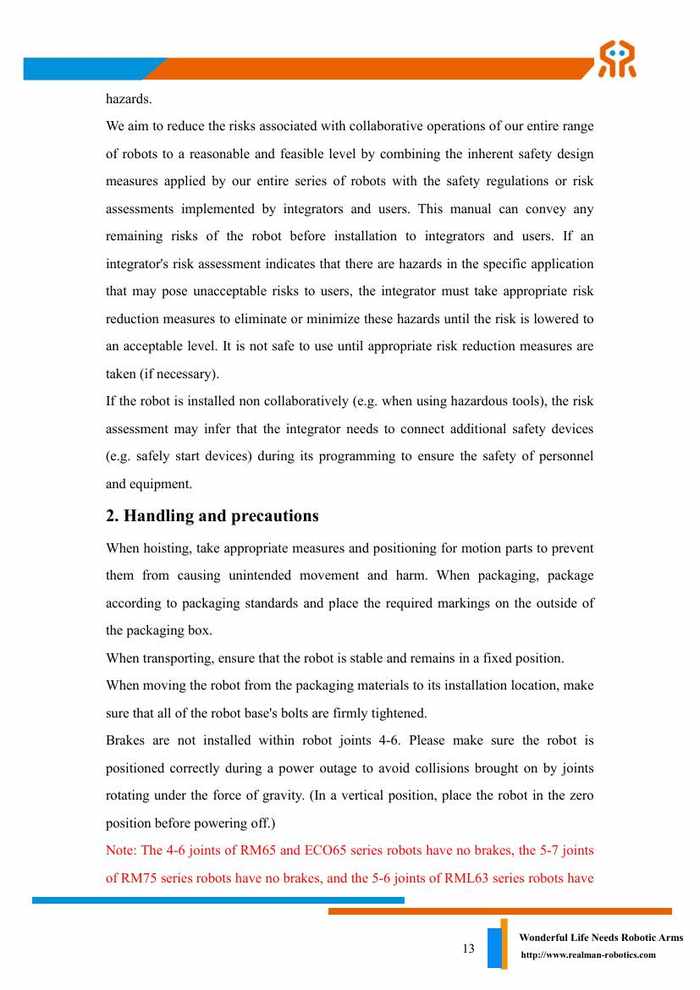 hazards.
We aim to reduce the risks associated with collaborative operations of our entire range
of robots to a reasonable and feasible level by combining the inherent safety design
measures applied by our entire series of robots with the safety regulations or risk
assessments implemented by integrators and users. This manual can convey any
remaining risks of the robot before installation to integrators and users. If an
integrator's risk assessment indicates that there are hazards in the specific application
that may pose unacceptable risks to users, the integrator must take appropriate risk
reduction measures to eliminate or minimize these hazards until the risk is lowered to
an acceptable level. It is not safe to use until appropriate risk reduction measures are
taken (if necessary).
If the robot is installed non collaboratively (e.g. when using hazardous tools), the risk
assessment may infer that the integrator needs to connect additional safety devices
(e.g. safely start devices) during its programming to ensure the safety of personnel
and equipment.
2. Handling and precautions
When hoisting, take appropriate measures and positioning for motion parts to prevent
them from causing unintended movement and harm. When packaging, package
according to packaging standards and place the required markings on the outside of
the packaging box.
When transporting, ensure that the robot is stable and remains in a fixed position.
When moving the robot from the packaging materials to its installation location, make
sure that all of the robot base's bolts are firmly tightened.
Brakes are not installed within robot joints 4-6. Please make sure the robot is
positioned correctly during a power outage to avoid collisions brought on by joints
rotating under the force of gravity. (In a vertical position, place the robot in the zero
position before powering off.)
Note: The 4-6 joints of RM65 and ECO65 series robots have no brakes, the 5-7 joints
of RM75 series robots have no brakes, and the 5-6 joints of RML63 series robots have
13
Wonderful Life Needs Robotic Arms
http://www.realman-robotics.com